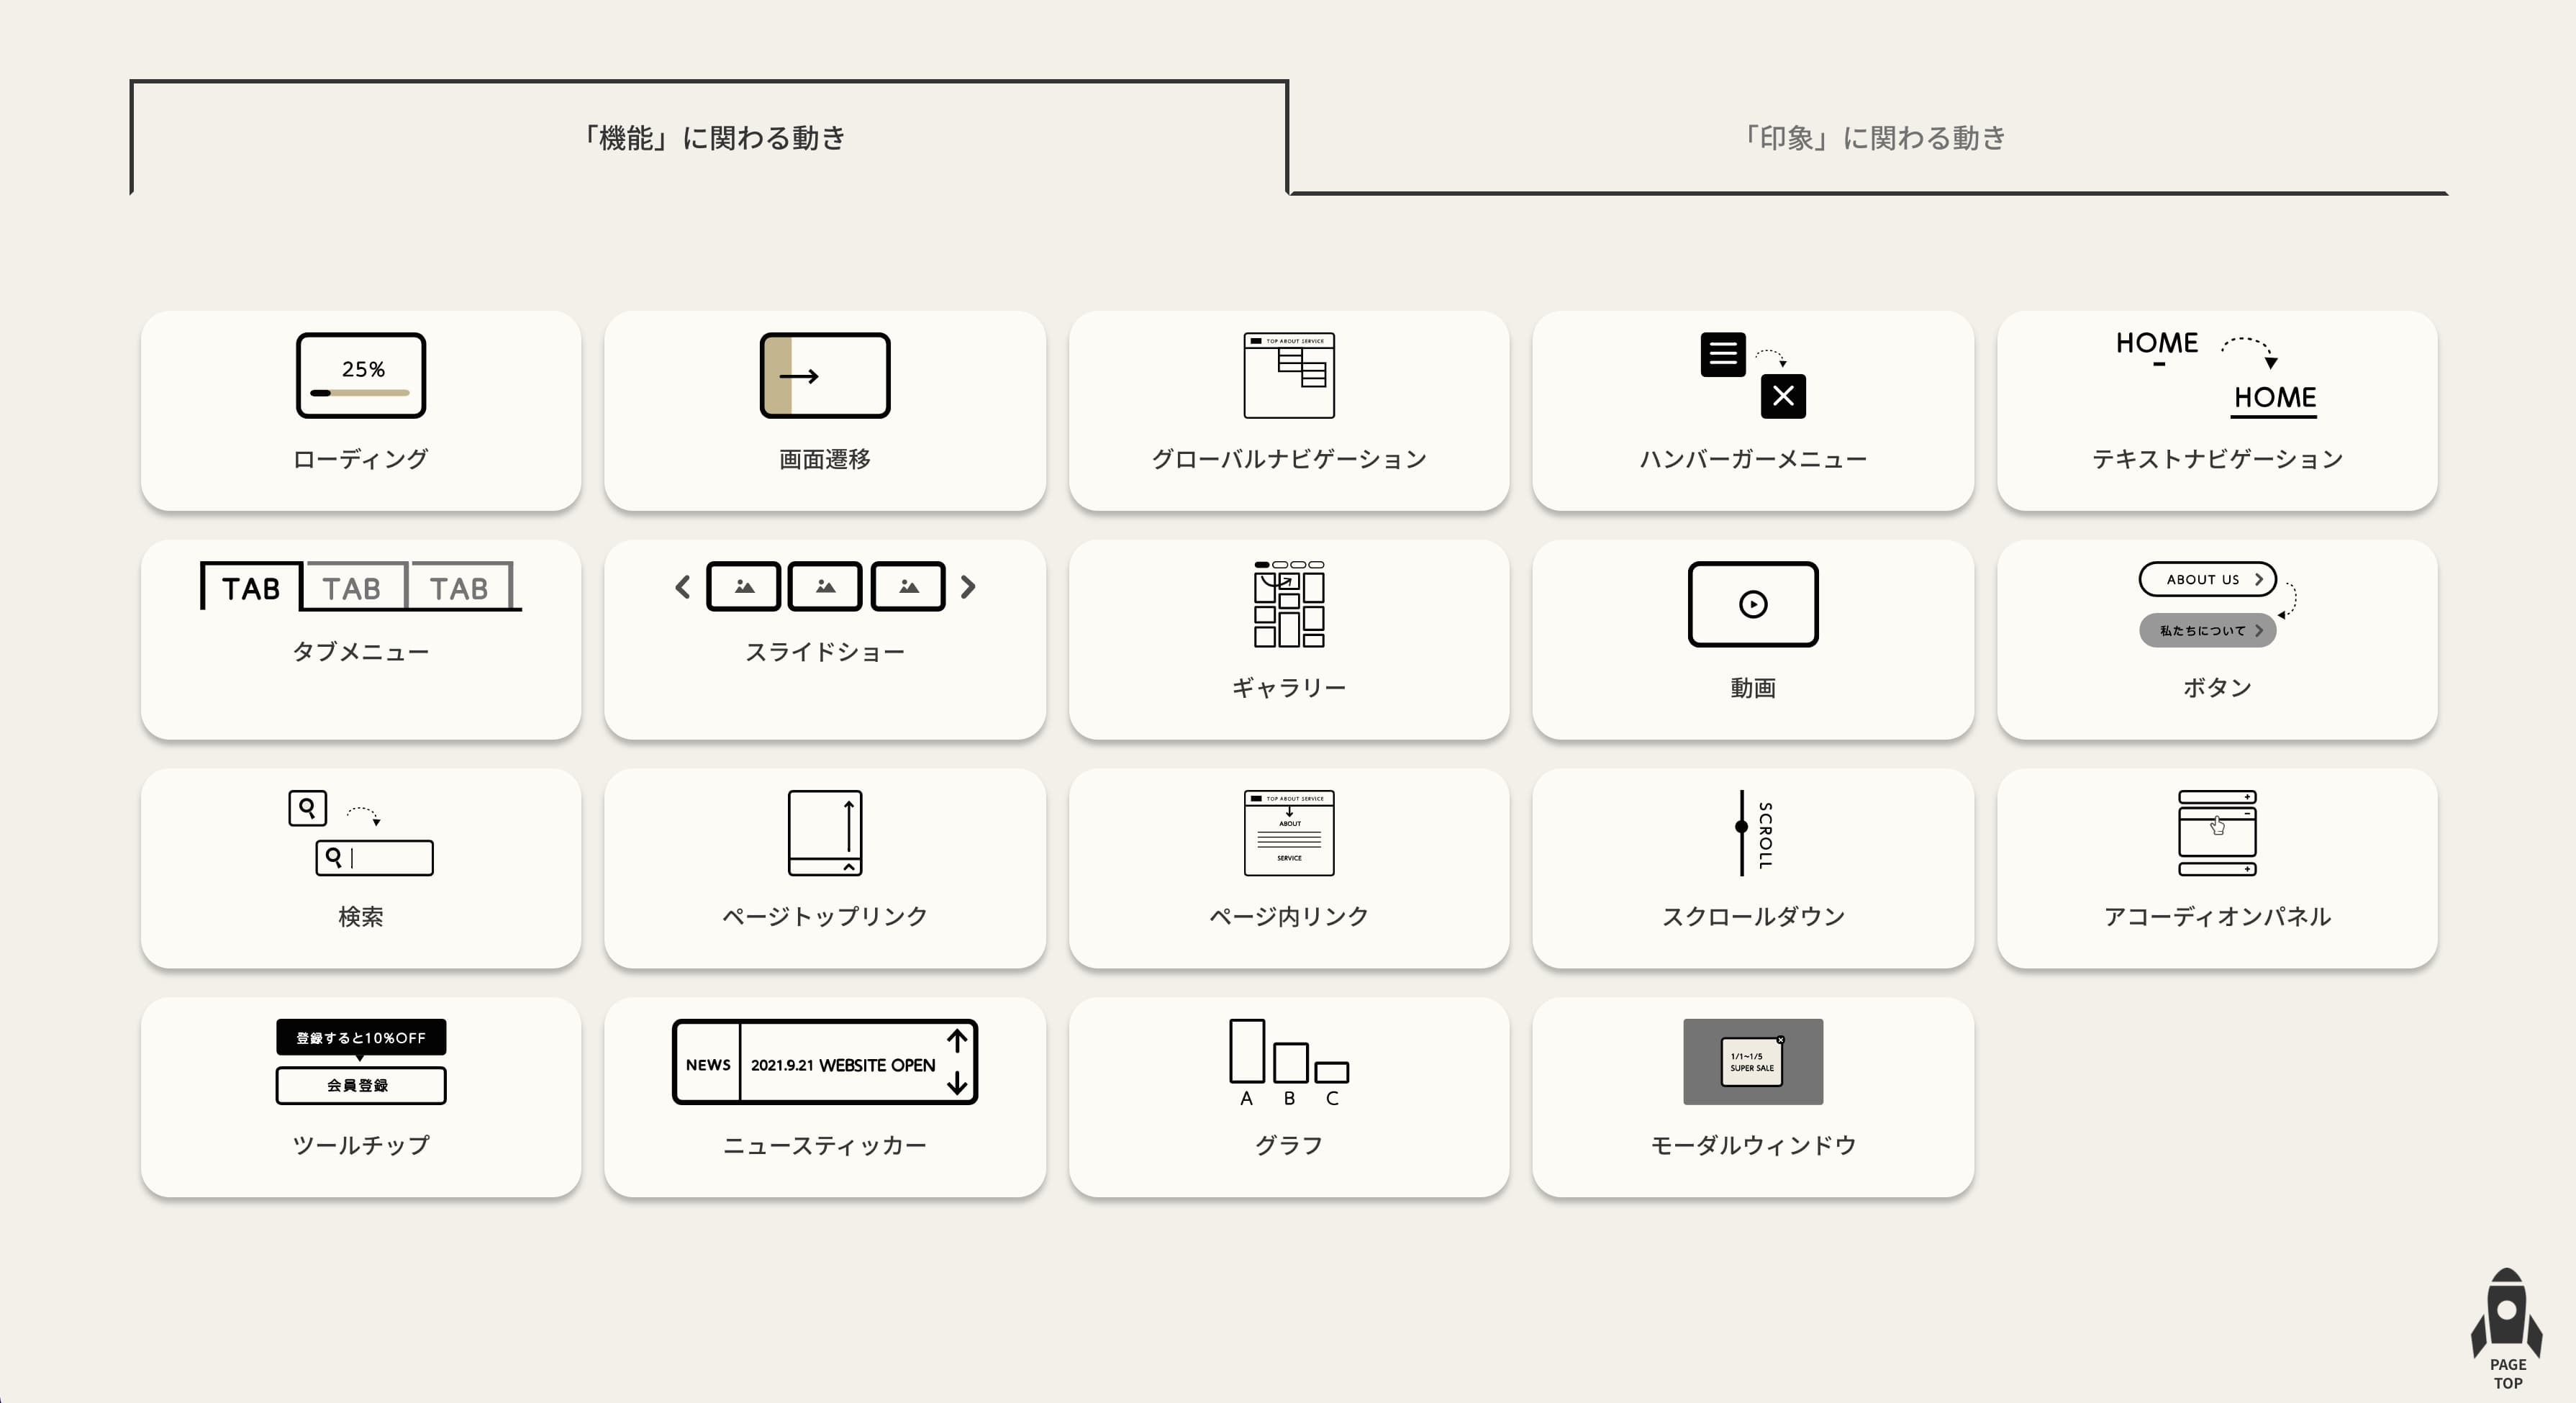 「機能」に関わる動き
「印象」に関わる動き
25%
ローディング
画面遷移
TOP ABOUT SERVICE
グローバルナビゲーション
ハンバーガーメニュー
HOME
HOME
テキストナビゲーション
TAB TAB TAB
タブメニュー
スライドショー
ギャラリー
動画
ABOUT US
私たちについて
ボタン
検索
ページトップリンク
TOP ABOUT SERVICE
ABOUT
SERVICE
ページ内リンク
SCROLL
スクロールダウン
アコーディオンパネル
登録すると10%OFF
会員登録
ツールチップ
NEWS 2021.9.21 WEBSITE OPEN
ニュースティッカー
A B C
グラフ
1/1~1/5
SUPER SALE
モーダルウィンドウ
PAGE
TOP